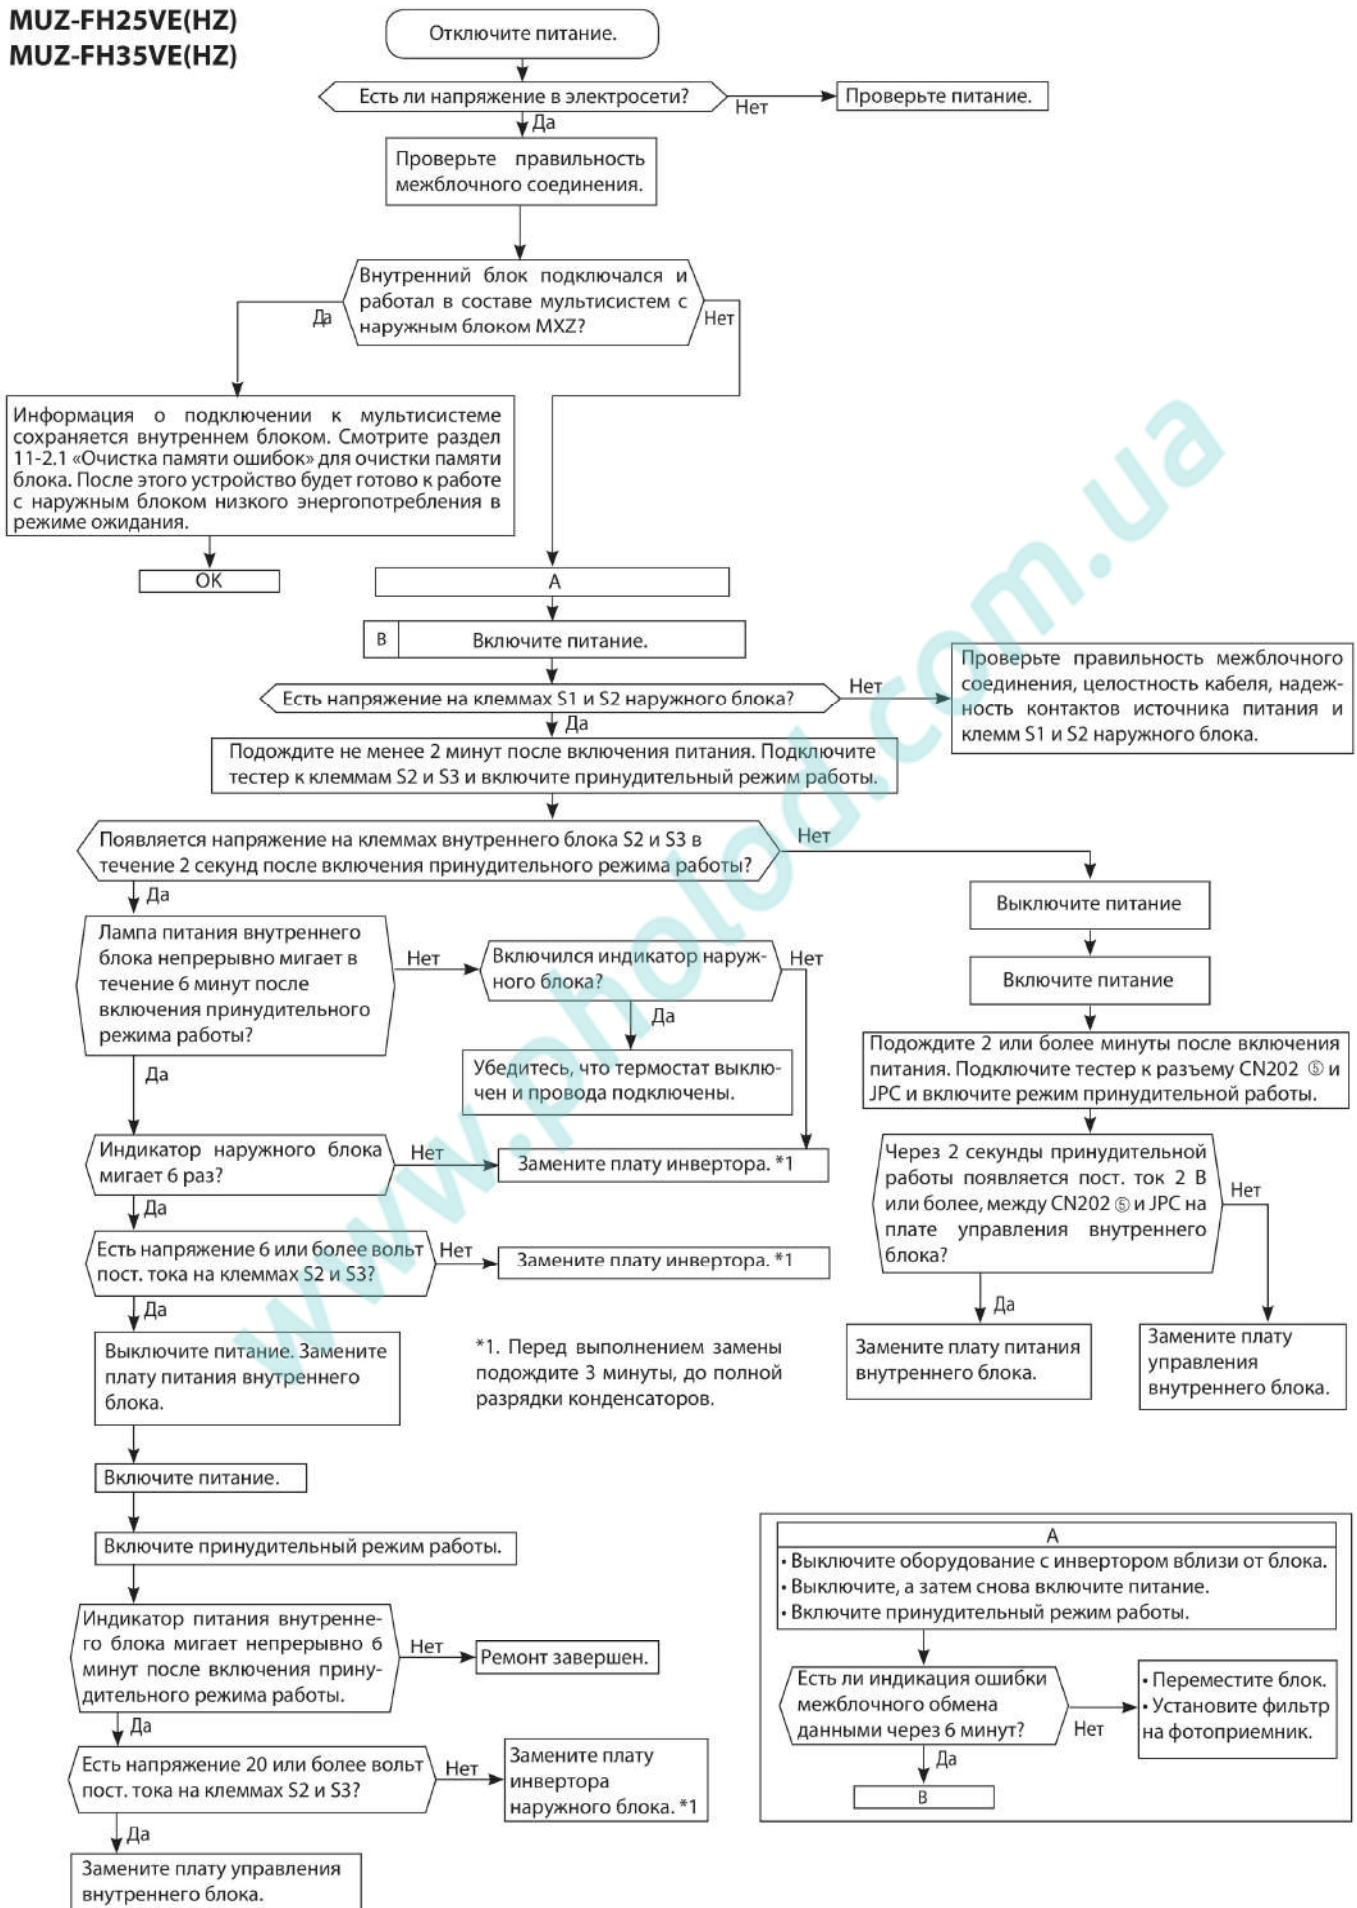 MUZ-FH25VE(HZ)
MUZ-FH35VE(HZ)
Отключите питание.
Есть ли напряжение в электросети?
Нет
Проверьте питание.
Да
Проверьте правильность
межблочного соединения.
Внутренний блок подключался и
работал в составе мультисистем с
наружным блоком MXZ?
Да
Нет
Информация о подключении к мультисистеме
сохраняется внутреннем блоком. Смотрите раздел
11-2.1 «Очистка памяти ошибок» для очистки памяти
блока. После этого устройство будет готово к работе
с наружным блоком низкого энергопотребления в
режиме ожидания.
OK
A
B
Включите питание.
Есть напряжение на клеммах S1 и S2 наружного блока?
Нет
Проверьте правильность межблочного
соединения, целостность кабеля, надеж-
ность контактов источника питания и
клемм S1 и S2 наружного блока.
Да
Подождите не менее 2 минут после включения питания. Подключите
тестер к клеммам S2 и S3 и включите принудительный режим работы.
Появляется напряжение на клеммах внутреннего блока S2 и S3 в
течение 2 секунд после включения принудительного режима работы?
Нет
Да
Лампа питания внутреннего
блока непрерывно мигает в
течение 6 минут после
включения принудительного
режима работы?
Нет
Включился индикатор наруж-
ного блока?
Нет
Да
Убедитесь, что термостат выклю-
чен и провода подключены.
Да
Индикатор наружного блока
мигает 6 раз?
Нет
Замените плату инвертора. *1
Да
Есть напряжение 6 или более вольт
пост. тока на клеммах S2 и S3?
Нет
Замените плату инвертора. *1
Да
Выключите питание. Замените
плату питания внутреннего
блока.
*1. Перед выполнением замены
подождите 3 минуты, до полной
разрядки конденсаторов.
Включите питание.
Включите принудительный режим работы.
Индикатор питания внутренне-
го блока мигает непрерывно 6
минут после включения прину-
дительного режима работы.
Нет
Ремонт завершен.
Да
Есть напряжение 20 или более вольт
пост. тока на клеммах S2 и S3?
Нет
Замените плату
инвертора
наружного блока. *1
Да
Замените плату управления
внутреннего блока.
Выключите питание
Включите питание
Подождите 2 или более минуты после включения
питания. Подключите тестер к разъему CN202 ⑤ и
JPC и включите режим принудительной работы.
Через 2 секунды принудительной
работы появляется пост. ток 2 В
или более, между CN202 ⑤ и JPC на
плате управления внутреннего
блока?
Нет
Да
Замените плату питания
внутреннего блока.
Замените плату
управления
внутреннего блока.
A
• Выключите оборудование с инвертором вблизи от блока.
• Выключите, а затем снова включите питание.
• Включите принудительный режим работы.
Есть ли индикация ошибки
межблочного обмена
данными через 6 минут?
Нет
• Переместите блок.
• Установите фильтр
на фотоприемник.
Да
B
www.pholod.com.ua